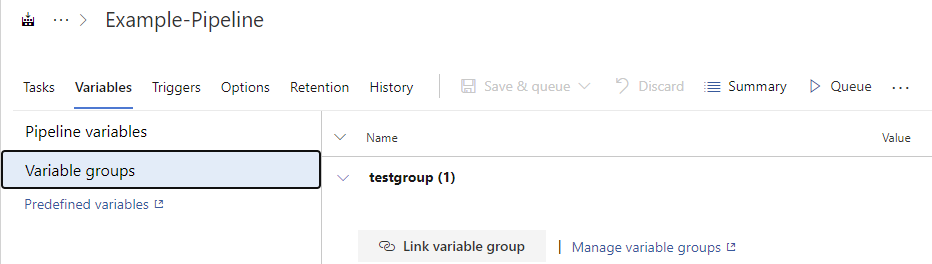 ... > Example-Pipeline
Tasks Variables Triggers Options Retention History Save & queue Discard Summary Queue ...
Pipeline variables
Name Value
Variable groups
testgroup (1)
Predefined variables
Link variable group Manage variable groups